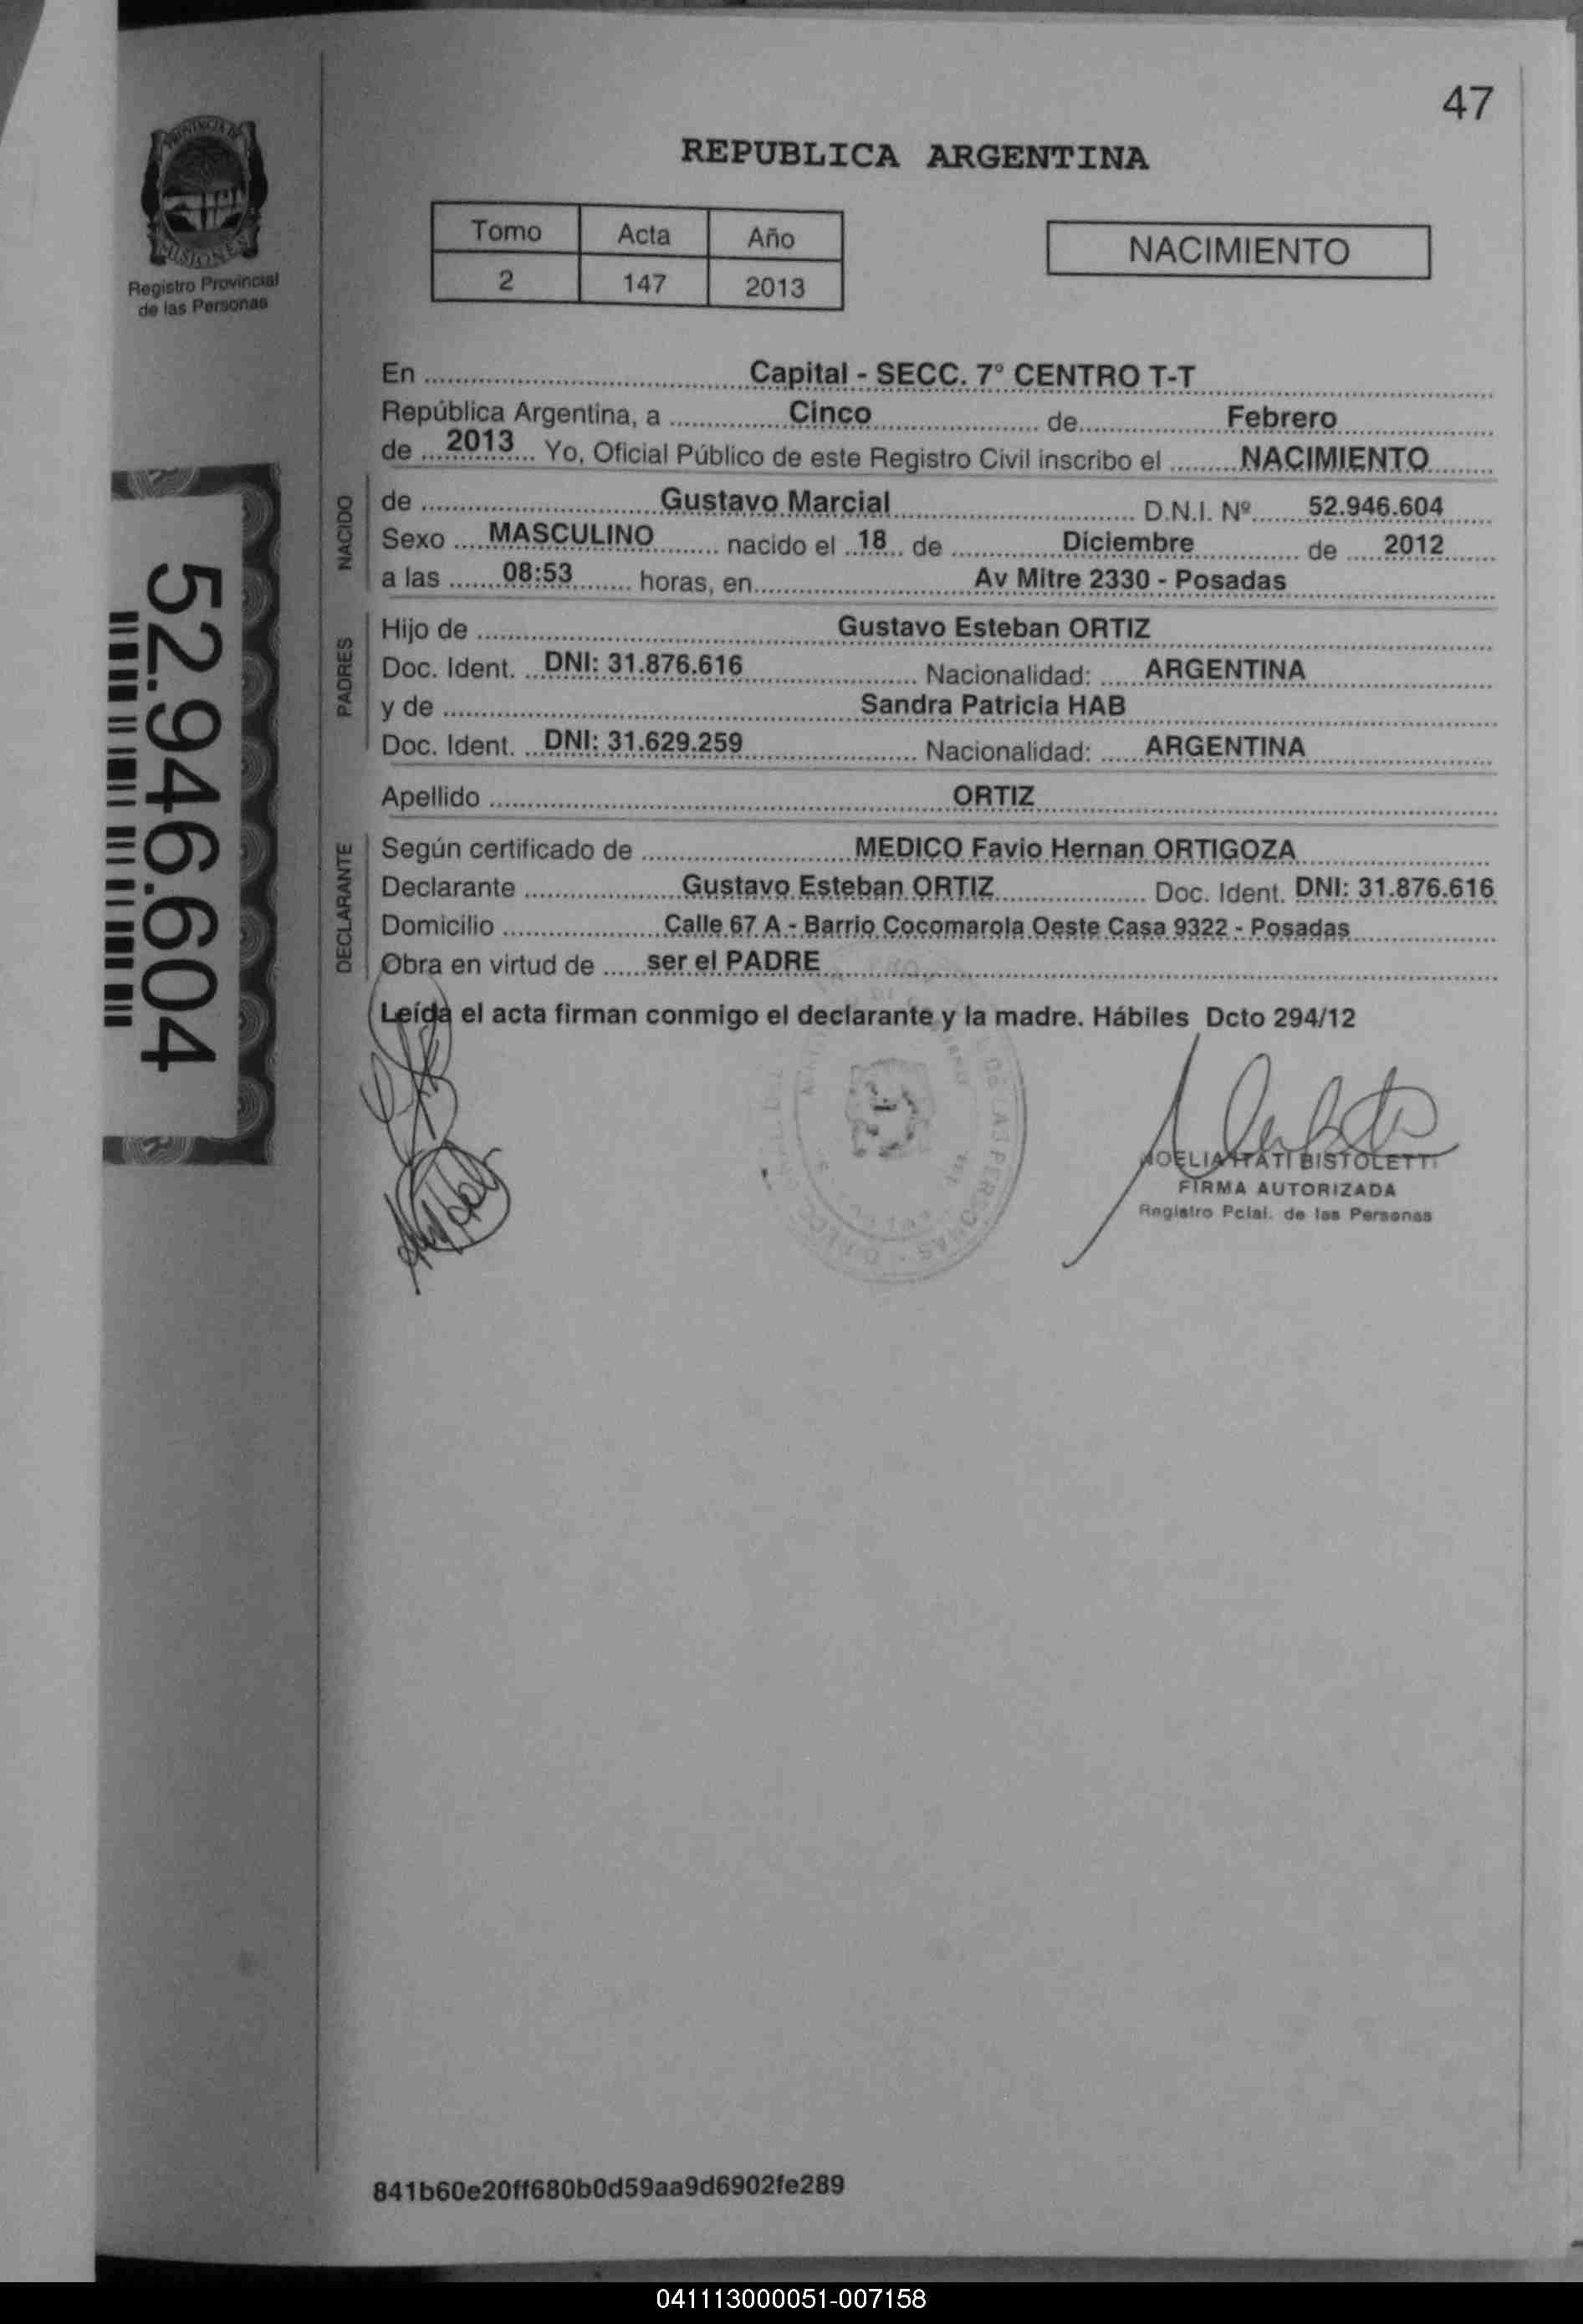 47
PROVINCIA DE
MISIONES
Registro Provincial
de las Personas
REPUBLICA ARGENTINA
Tomo Acta Año
2 147 2013
NACIMIENTO
En Capital - SECC. 7° CENTRO T-T
República Argentina, a Cinco de Febrero
de 2013 Yo, Oficial Público de este Registro Civil inscribo el NACIMIENTO
NACIDO
de Gustavo Marcial D.N.I. Nº 52.946.604
Sexo MASCULINO nacido el 18 de Diciembre de 2012
a las 08:53 horas, en Av Mitre 2330 - Posadas
PADRES
Hijo de Gustavo Esteban ORTIZ
Doc. Ident. DNI: 31.876.616 Nacionalidad: ARGENTINA
y de Sandra Patricia HAB
Doc. Ident. DNI: 31.629.259 Nacionalidad: ARGENTINA
Apellido ORTIZ
DECLARANTE
Según certificado de MEDICO Favio Hernan ORTIGOZA
Declarante Gustavo Esteban ORTIZ Doc. Ident. DNI: 31.876.616
Domicilio Calle 67 A - Barrio Cocomarola Oeste Casa 9322 - Posadas
Obra en virtud de ser el PADRE
Leída el acta firman conmigo el declarante y la madre. Hábiles Dcto 294/12
52.946.604
DE LAS PERSONAS
NOELIA ITATI BISTOLETTI
FIRMA AUTORIZADA
Registro Pcial. de las Personas
841b60e20ff680b0d59aa9d6902fe289
041113000051-007158